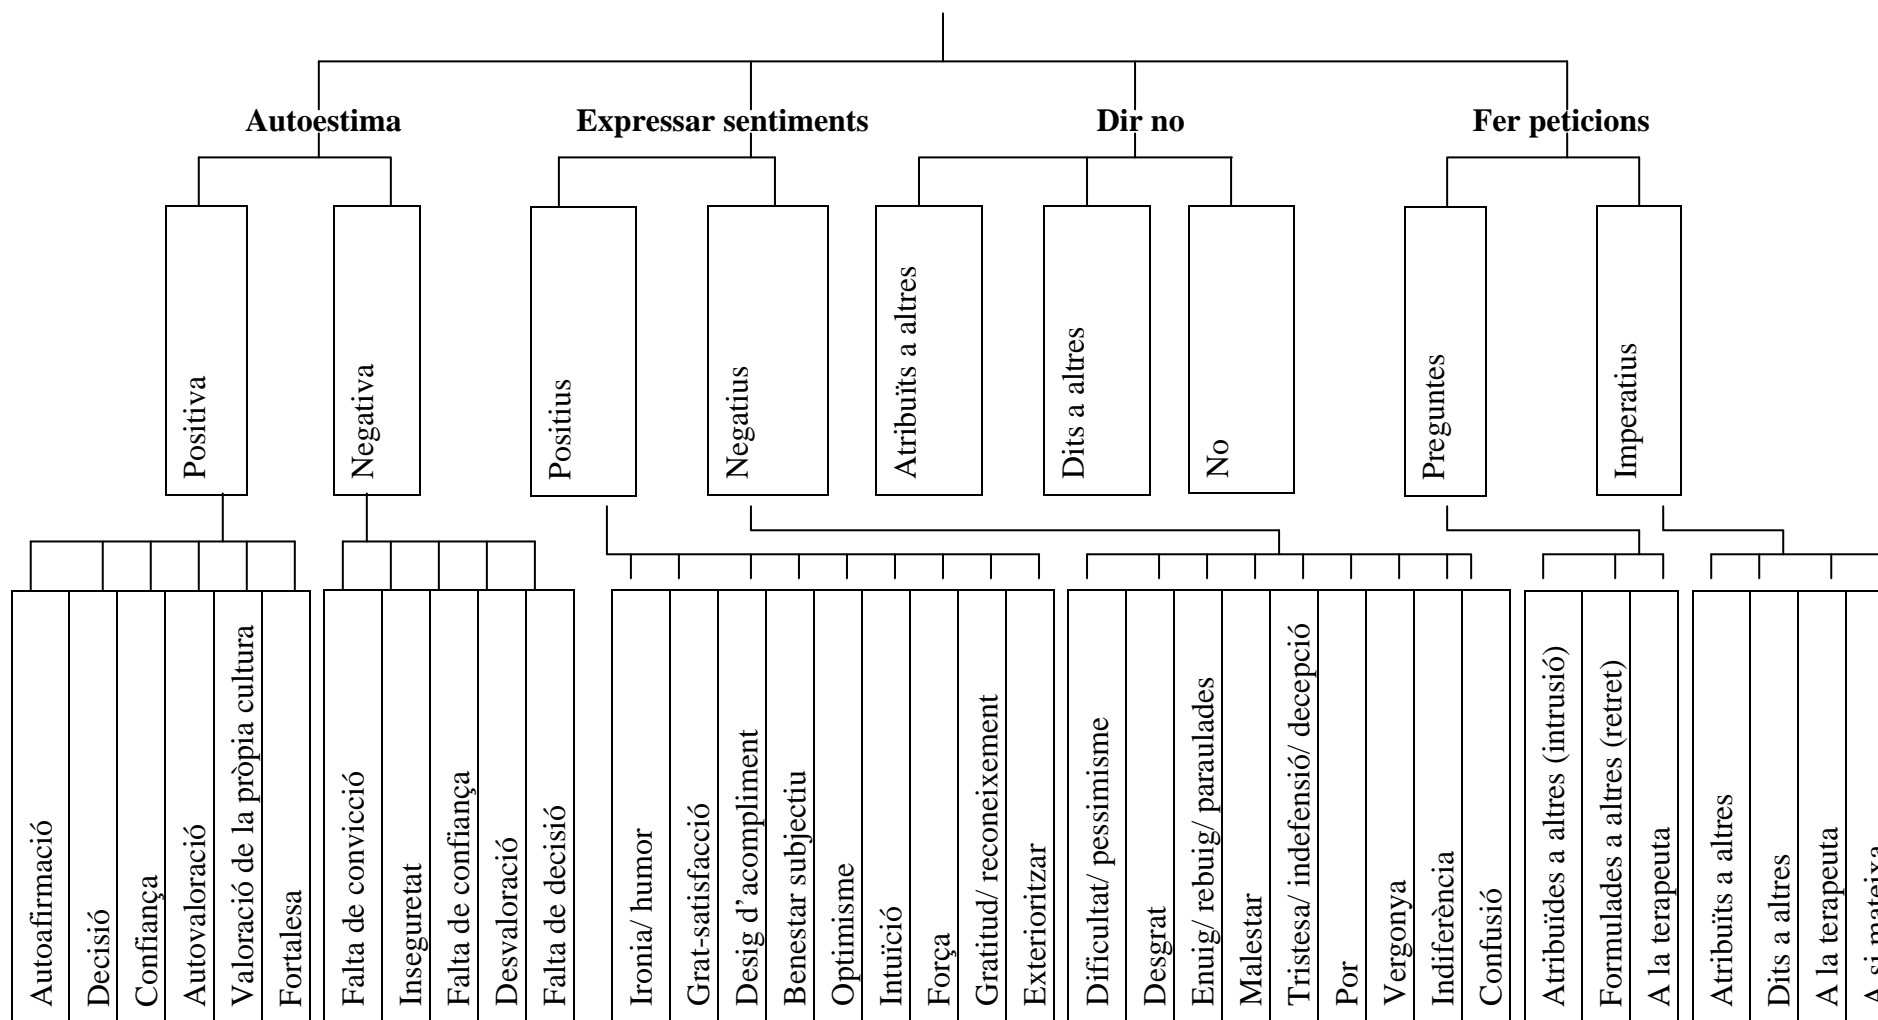 Autoestima
Expressar sentiments
Dir no
Fer peticions
Positiva
Negativa
Positius
Negatius
Atribuïts a altres
Dits a altres
No
Preguntes
Imperatius
Autoafirmació
Decisió
Confiança
Autovaloració
Valoració de la pròpia cultura
Fortalesa
Falta de convicció
Inseguretat
Falta de confiança
Desvaloració
Falta de decisió
Ironia/ humor
Grat-satisfacció
Desig d’acompliment
Benestar subjectiu
Optimisme
Intuïció
Força
Gratitud/ reconeixement
Exterioritzar
Dificultat/ pessimisme
Desgrat
Enuig/ rebuig/ paraulades
Malestar
Tristesa/ indefensió/ decepció
Por
Vergonya
Indiferència
Confusió
Atribuïdes a altres (intrusió)
Formulades a altres (retret)
A la terapeuta
Atribuïts a altres
Dits a altres
A la terapeuta
A si mateixa